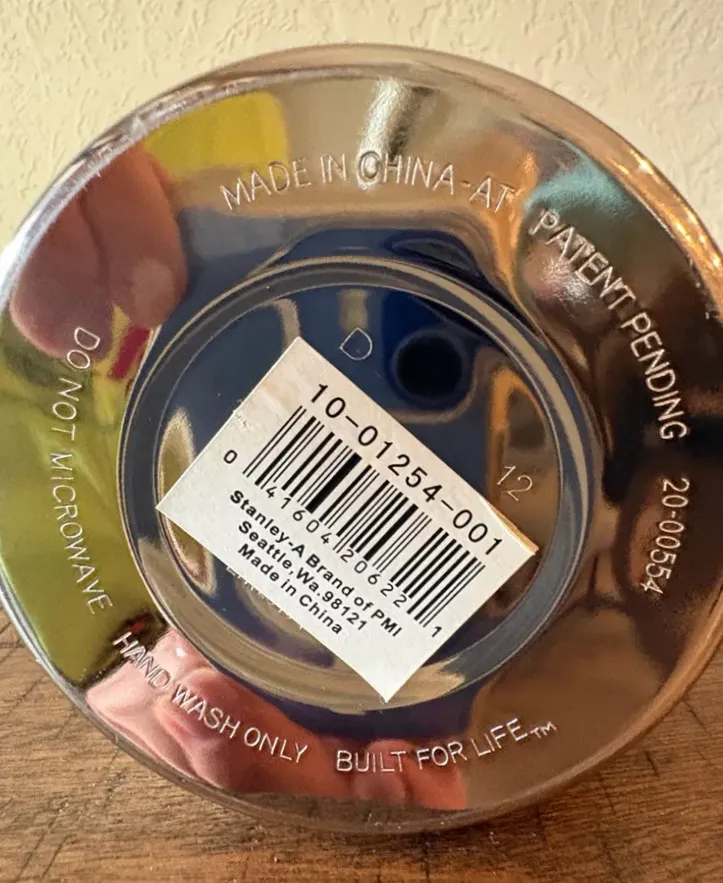 MADE IN CHINA-AT
PATENT PENDING
20-00554
DO NOT MICROWAVE
HAND WASH ONLY
BUILT FOR LIFE™
D
12
10-01254-001
0 41604 20622 1
Stanley-A Brand of PMI
Seattle,Wa.98121
Made in China